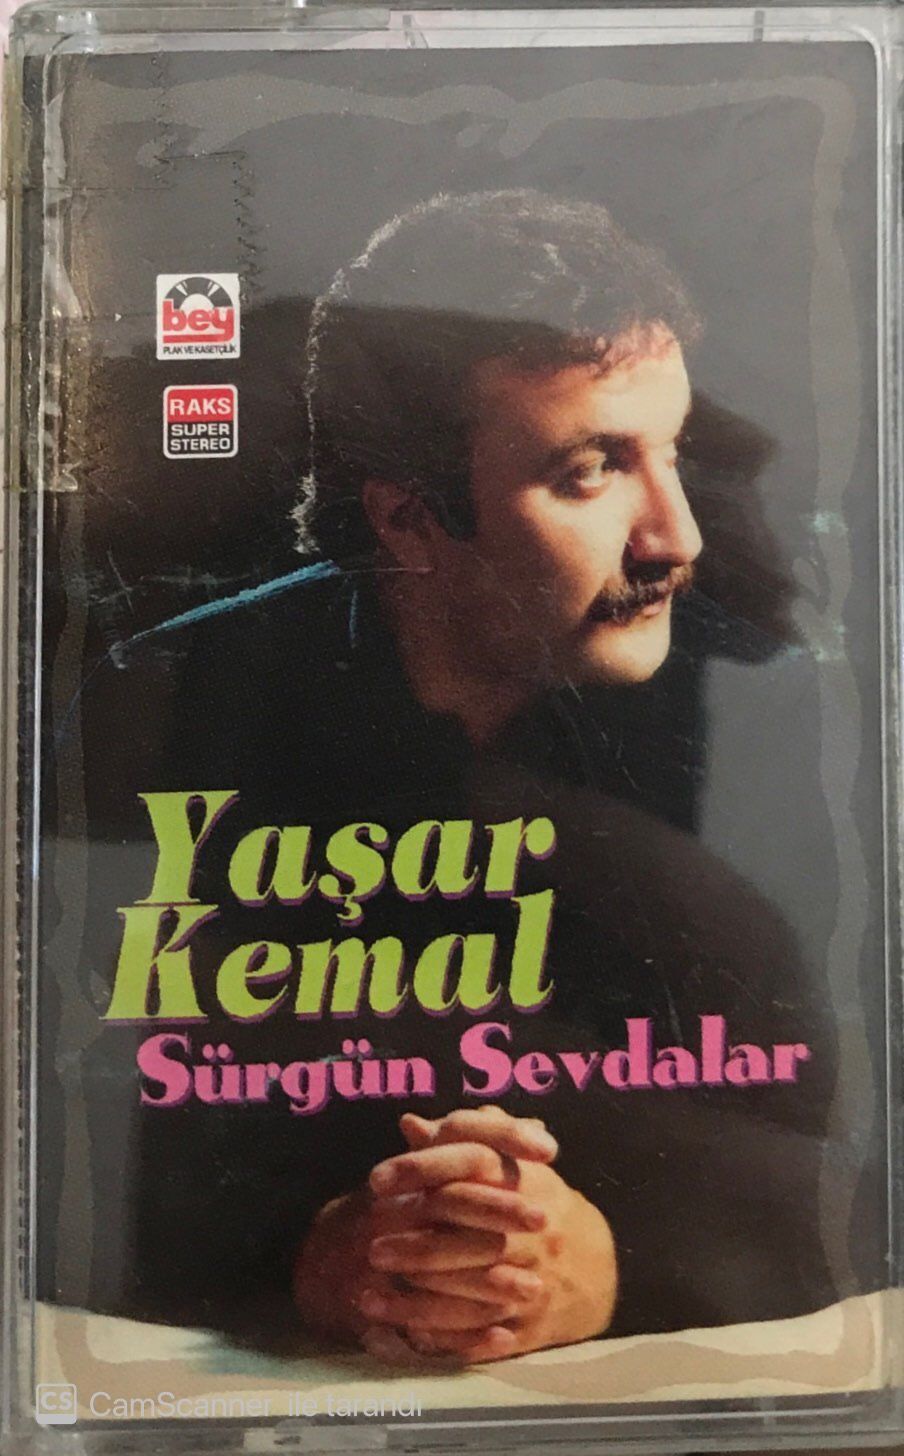 bey
PLAK VE KASETÇİLİK
RAKS
SUPER
STEREO
Yaşar
Kemal
Sürgün Sevdalar
CS CamScanner ile tarandı